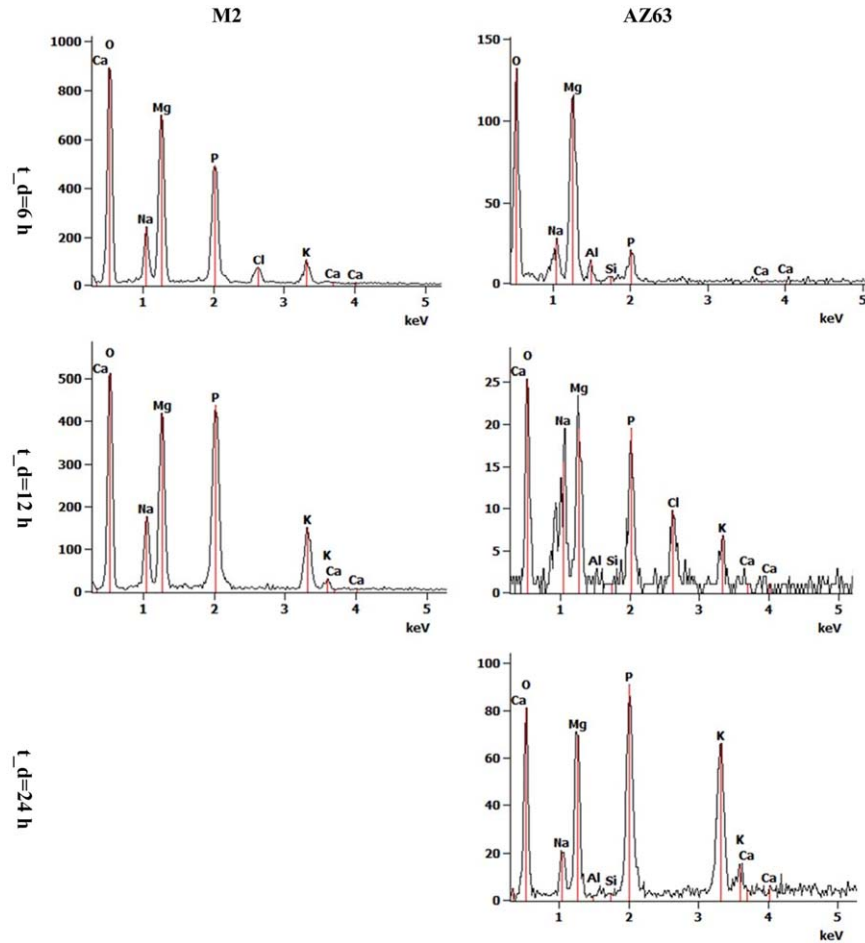 M2
AZ63
t_d=6 h
1000
800
600
400
200
0
O
Ca
Na
Mg
P
Cl
K
Ca
Ca
1
2
3
4
5
keV
150
100
50
0
O
Na
Mg
Al
Si
P
Ca
Ca
1
2
3
4
5
keV
t_d=12 h
500
400
300
200
100
0
O
Ca
Na
Mg
P
K
K
Ca
Ca
1
2
3
4
5
keV
25
20
15
10
5
0
O
Ca
Na
Mg
Al
Si
P
Cl
K
Ca
Ca
1
2
3
4
5
keV
t_d=24 h
100
80
60
40
20
0
O
Ca
Na
Mg
Al
Si
P
K
K
Ca
Ca
1
2
3
4
5
keV